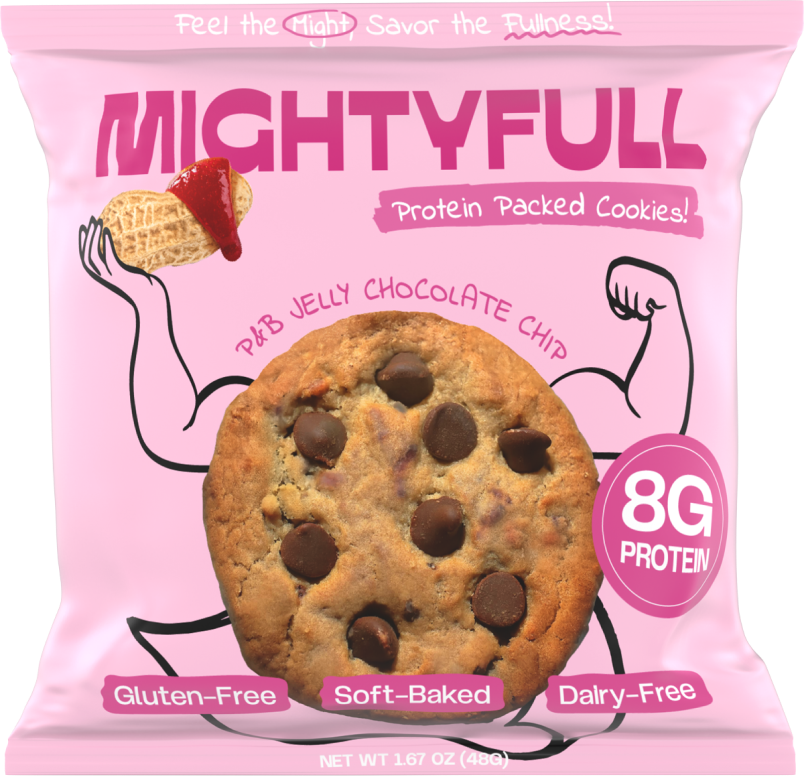 Feel the Might, Savor the Fullness!
MIGHTYFULL
Protein Packed Cookies!
P&B JELLY CHOCOLATE CHIP
8G
PROTEIN
Gluten-Free
Soft-Baked
Dairy-Free
NET WT 1.67 OZ (48G)